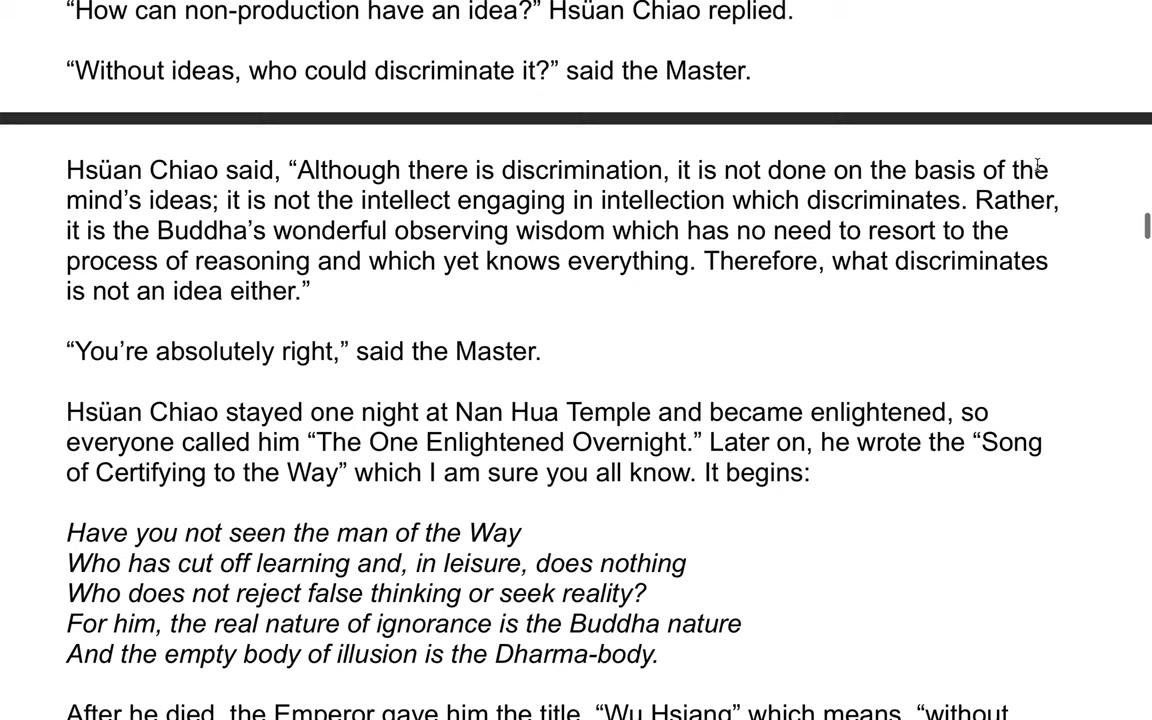 “How can non-production have an idea?” Hsüan Chiao replied.
“Without ideas, who could discriminate it?” said the Master.
Hsüan Chiao said, “Although there is discrimination, it is not done on the basis of the
mind’s ideas; it is not the intellect engaging in intellection which discriminates. Rather,
it is the Buddha’s wonderful observing wisdom which has no need to resort to the
process of reasoning and which yet knows everything. Therefore, what discriminates
is not an idea either.”
“You’re absolutely right,” said the Master.
Hsüan Chiao stayed one night at Nan Hua Temple and became enlightened, so
everyone called him “The One Enlightened Overnight.” Later on, he wrote the “Song
of Certifying to the Way” which I am sure you all know. It begins:
Have you not seen the man of the Way
Who has cut off learning and, in leisure, does nothing
Who does not reject false thinking or seek reality?
For him, the real nature of ignorance is the Buddha nature
And the empty body of illusion is the Dharma-body.
After he died, the Emperor gave him the title, “Wu Hsiang” which means, “without